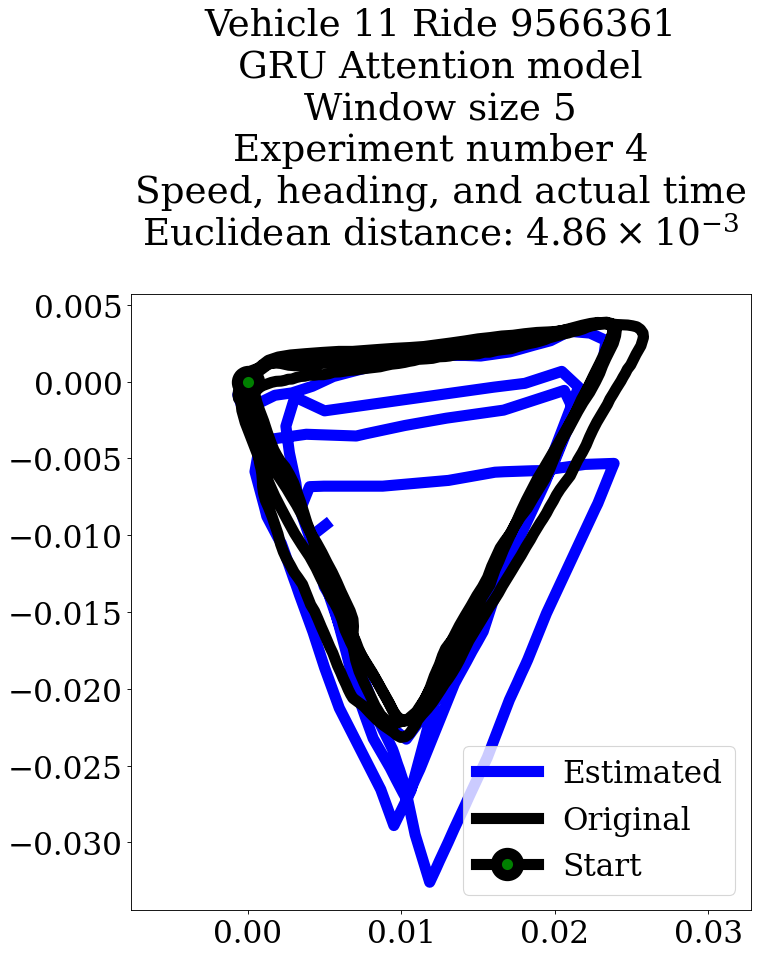 Vehicle 11 Ride 9566361
GRU Attention model
Window size 5
Experiment number 4
Speed, heading, and actual time
Euclidean distance: 4.86 × 10⁻³
0.005
0.000
−0.005
−0.010
−0.015
−0.020
−0.025
−0.030
Estimated
Original
Start
0.00 0.01 0.02 0.03